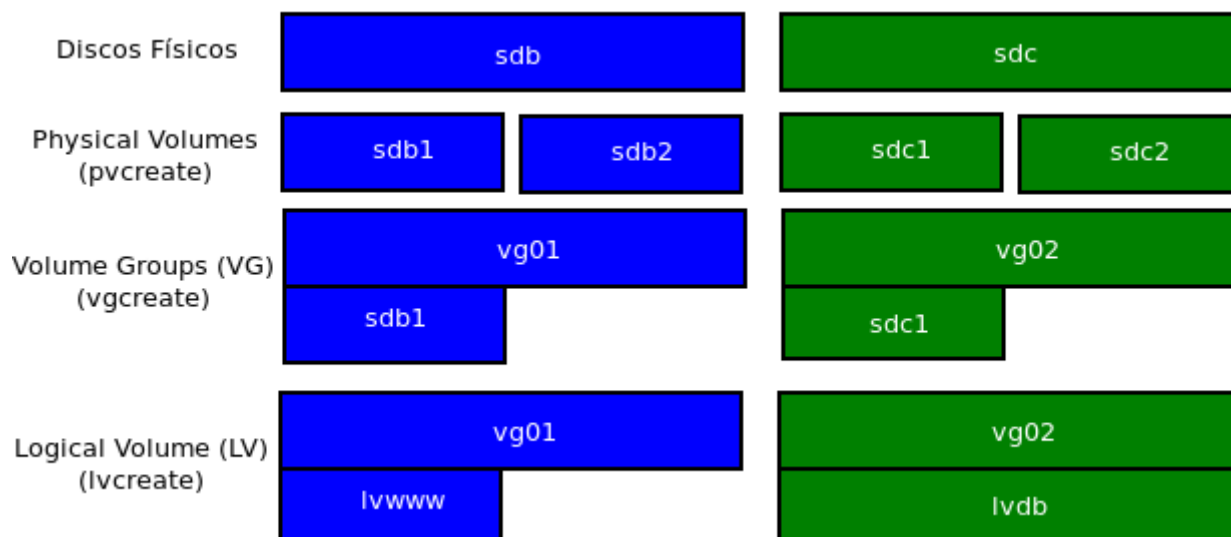 Discos Físicos
sdb
sdc
Physical Volumes
(pvcreate)
sdb1
sdb2
sdc1
sdc2
Volume Groups (VG)
(vgcreate)
vg01
vg02
sdb1
sdc1
Logical Volume (LV)
(lvcreate)
vg01
vg02
lvwww
lvdb